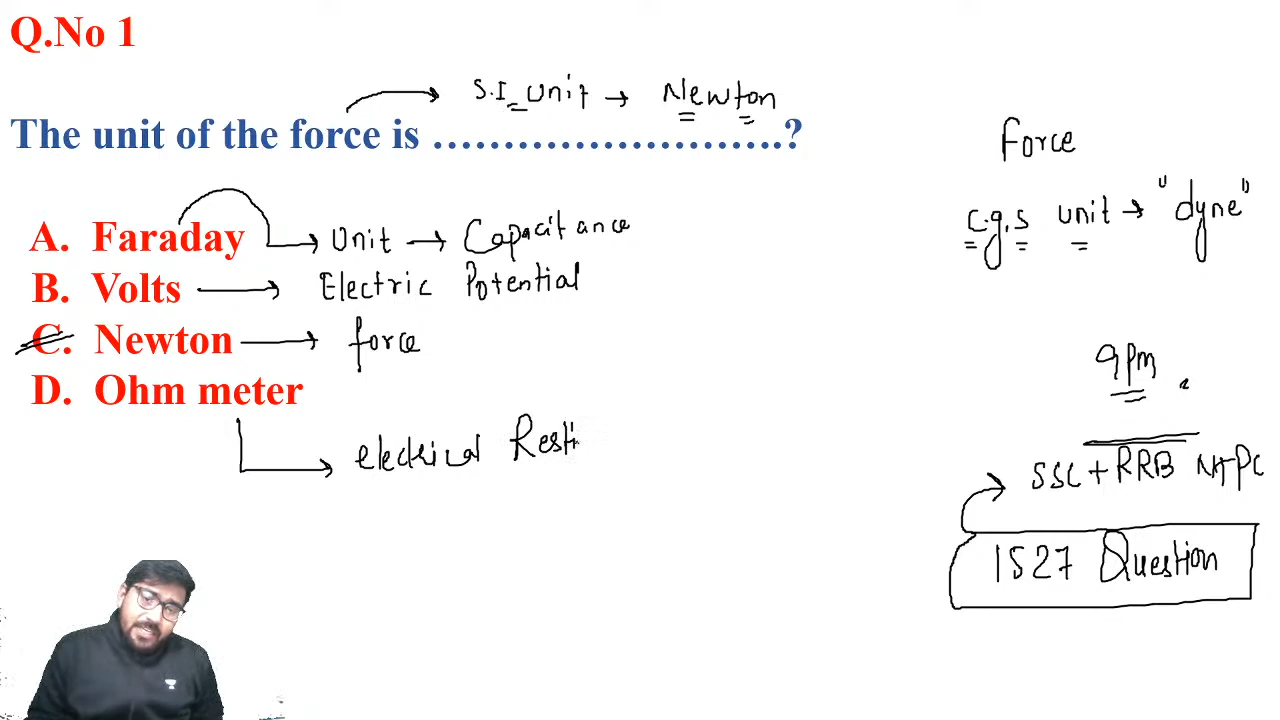 Q.No 1
S.I unit → Newton
The unit of the force is ……………………….?
Force
c.g.s unit → "dyne"
A. Faraday → Unit → Capacitance
B. Volts → Electric Potential
C. Newton → force
D. Ohm meter
→ electrical Resti
9pm
SSC + RRB NTPC
1527 Question